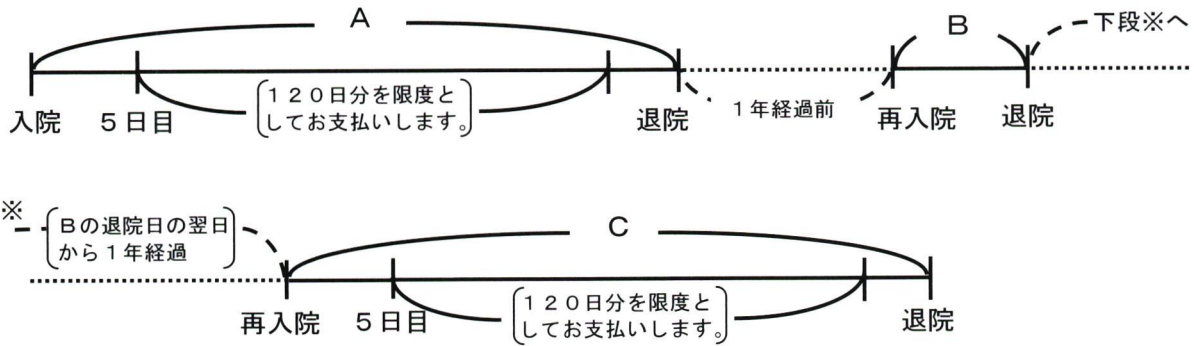 A
B
下段※へ
120日分を限度と
してお支払いします。
入院
5日目
退院
1年経過前
再入院
退院
※
Bの退院日の翌日
から1年経過
C
120日分を限度と
してお支払いします。
再入院
5日目
退院